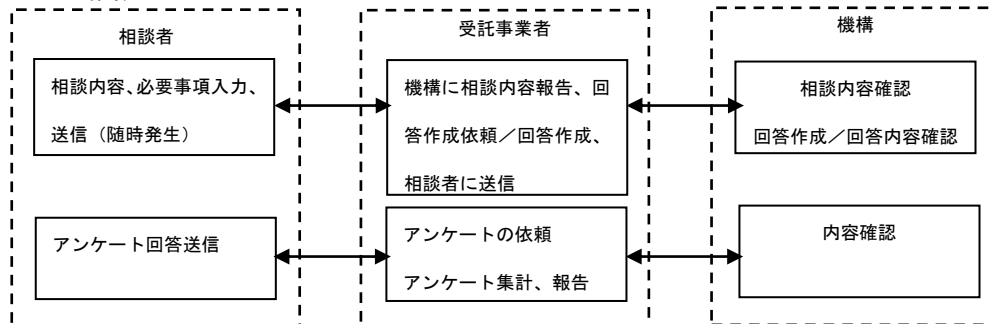 相談者
受託事業者
機構
相談内容、必要事項入力、
送信（随時発生）
機構に相談内容報告、回
答作成依頼／回答作成、
相談者に送信
相談内容確認
回答作成／回答内容確認
アンケート回答送信
アンケートの依頼
アンケート集計、報告
内容確認